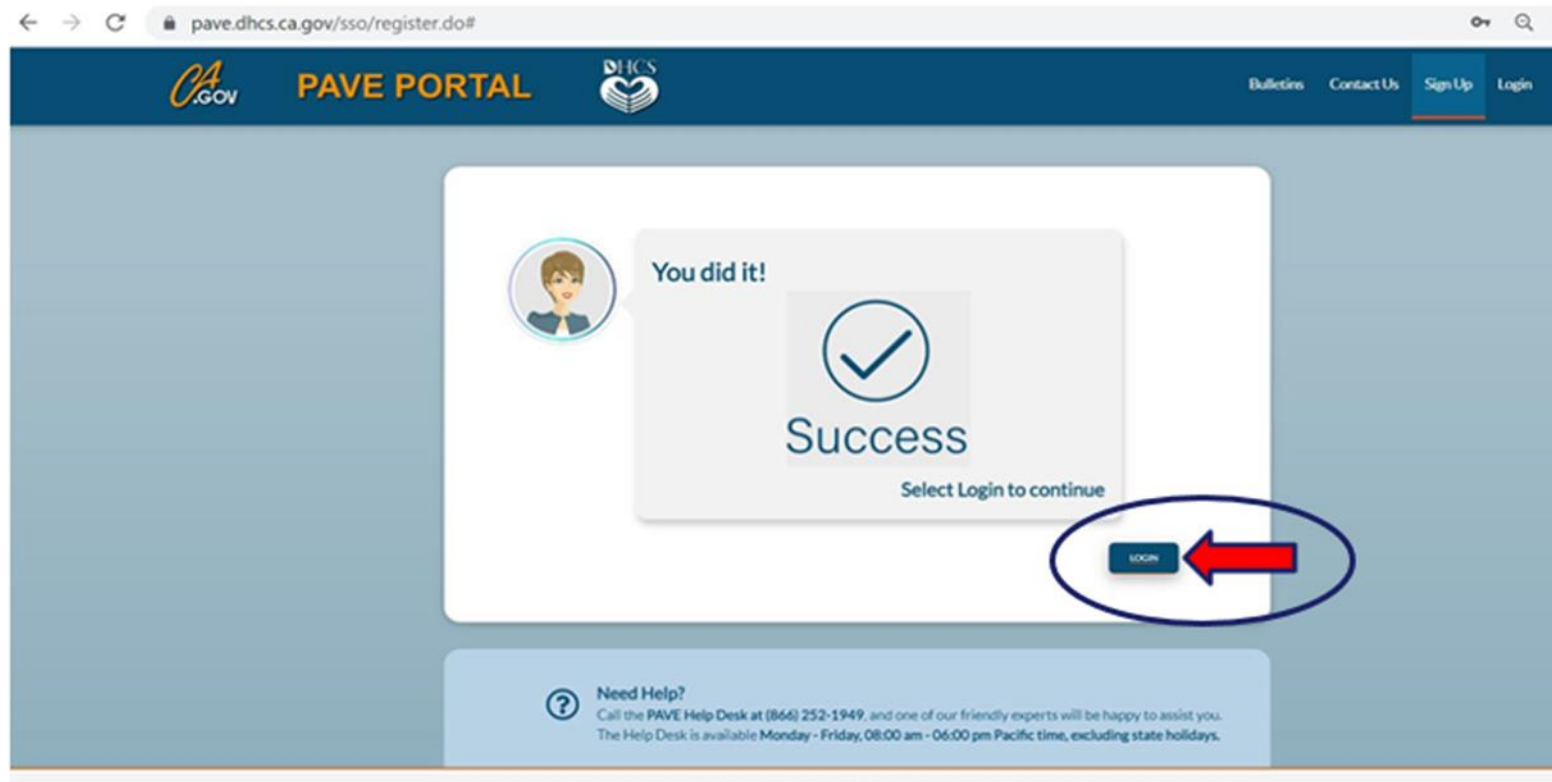 pave.dhcs.ca.gov/sso/register.do#
CA.GOV PAVE PORTAL DHCS Bulletins Contact Us Sign Up Login
You did it!
Success
Select Login to continue
LOGIN
Need Help?
Call the PAVE Help Desk at (866) 252-1949, and one of our friendly experts will be happy to assist you.
The Help Desk is available Monday - Friday, 08:00 am - 06:00 pm Pacific time, excluding state holidays.